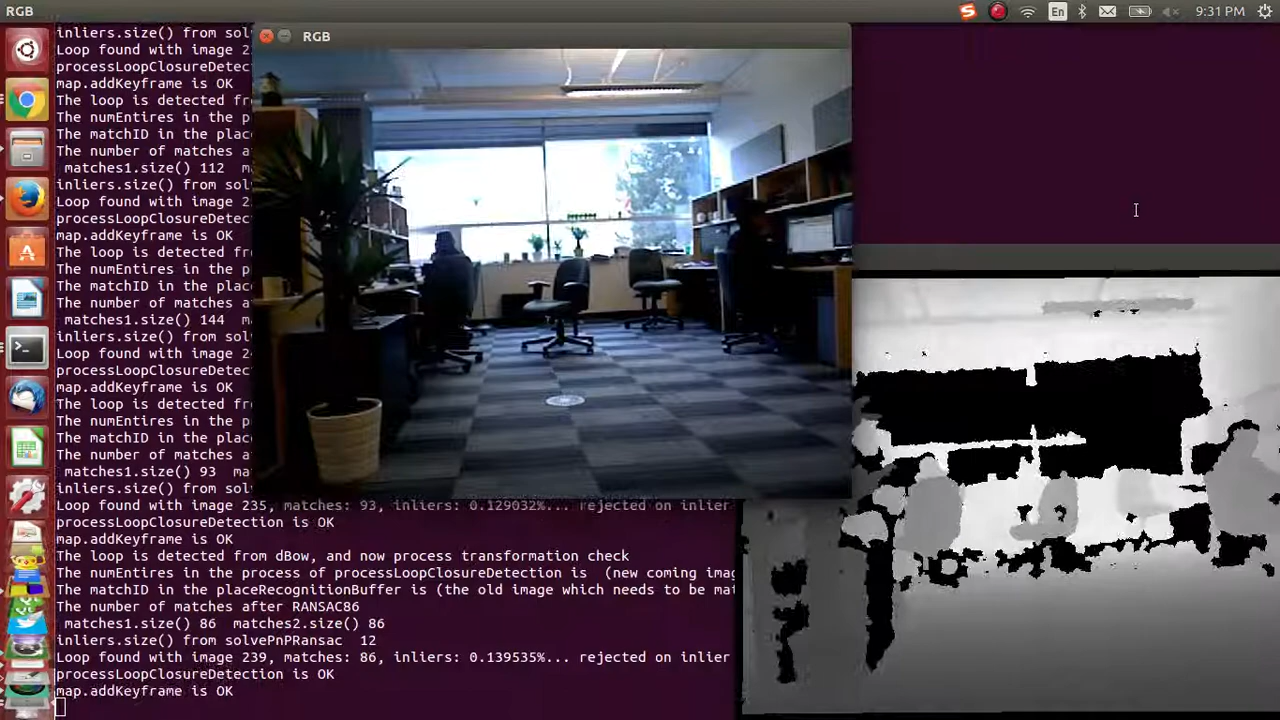 RGB
En
9:31 PM
RGB
inliers.size() from sol
Loop found with image 2
processLoopClosureDetec
map.addKeyframe is OK
The loop is detected fro
The numEntires in the p
The matchID in the place
The number of matches a
matches1.size() 112 m
inliers.size() from sol
Loop found with image 2
processLoopClosureDetec
map.addKeyframe is OK
The loop is detected fro
The numEntires in the p
The matchID in the place
The number of matches a
matches1.size() 144 m
inliers.size() from sol
Loop found with image 2
processLoopClosureDetec
map.addKeyframe is OK
The loop is detected fro
The numEntires in the p
The matchID in the place
The number of matches a
matches1.size() 93 ma
inliers.size() from sol
Loop found with image 235, matches: 93, inliers: 0.129032%... rejected on inlier
processLoopClosureDetection is OK
map.addKeyframe is OK
The loop is detected from dBow, and now process transformation check
The numEntires in the process of processLoopClosureDetection is (new coming imag
The matchID in the placeRecognitionBuffer is (the old image which needs to be mat
The number of matches after RANSAC86
matches1.size() 86 matches2.size() 86
inliers.size() from solvePnPRansac 12
Loop found with image 239, matches: 86, inliers: 0.139535%... rejected on inlier
processLoopClosureDetection is OK
map.addKeyframe is OK